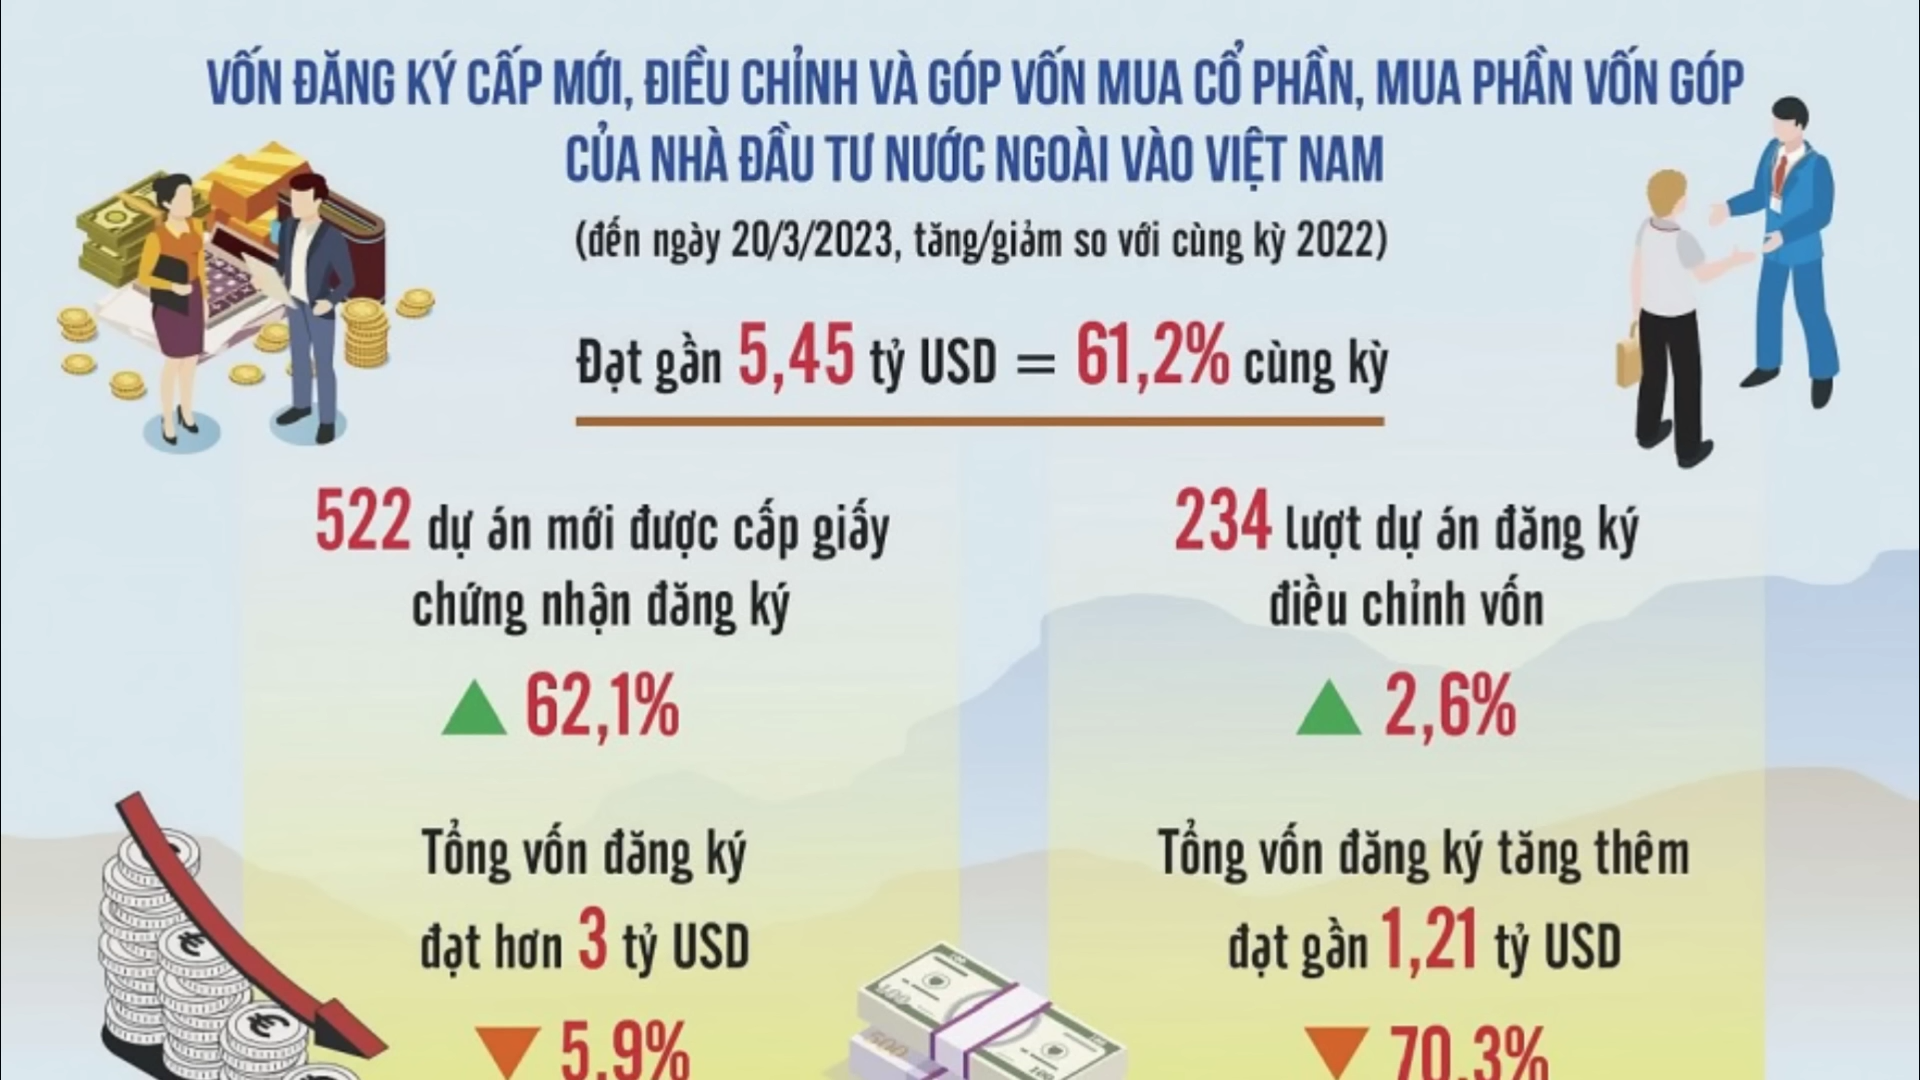 VỐN ĐĂNG KÝ CẤP MỚI, ĐIỀU CHỈNH VÀ GÓP VỐN MUA CỔ PHẦN, MUA PHẦN VỐN GÓP
CỦA NHÀ ĐẦU TƯ NƯỚC NGOÀI VÀO VIỆT NAM
(đến ngày 20/3/2023, tăng/giảm so với cùng kỳ 2022)
Đạt gần 5,45 tỷ USD = 61,2% cùng kỳ
522 dự án mới được cấp giấy
chứng nhận đăng ký
▲ 62,1%
Tổng vốn đăng ký
đạt hơn 3 tỷ USD
▼ 5,9%
234 lượt dự án đăng ký
điều chỉnh vốn
▲ 2,6%
Tổng vốn đăng ký tăng thêm
đạt gần 1,21 tỷ USD
▼ 70,3%
100
100